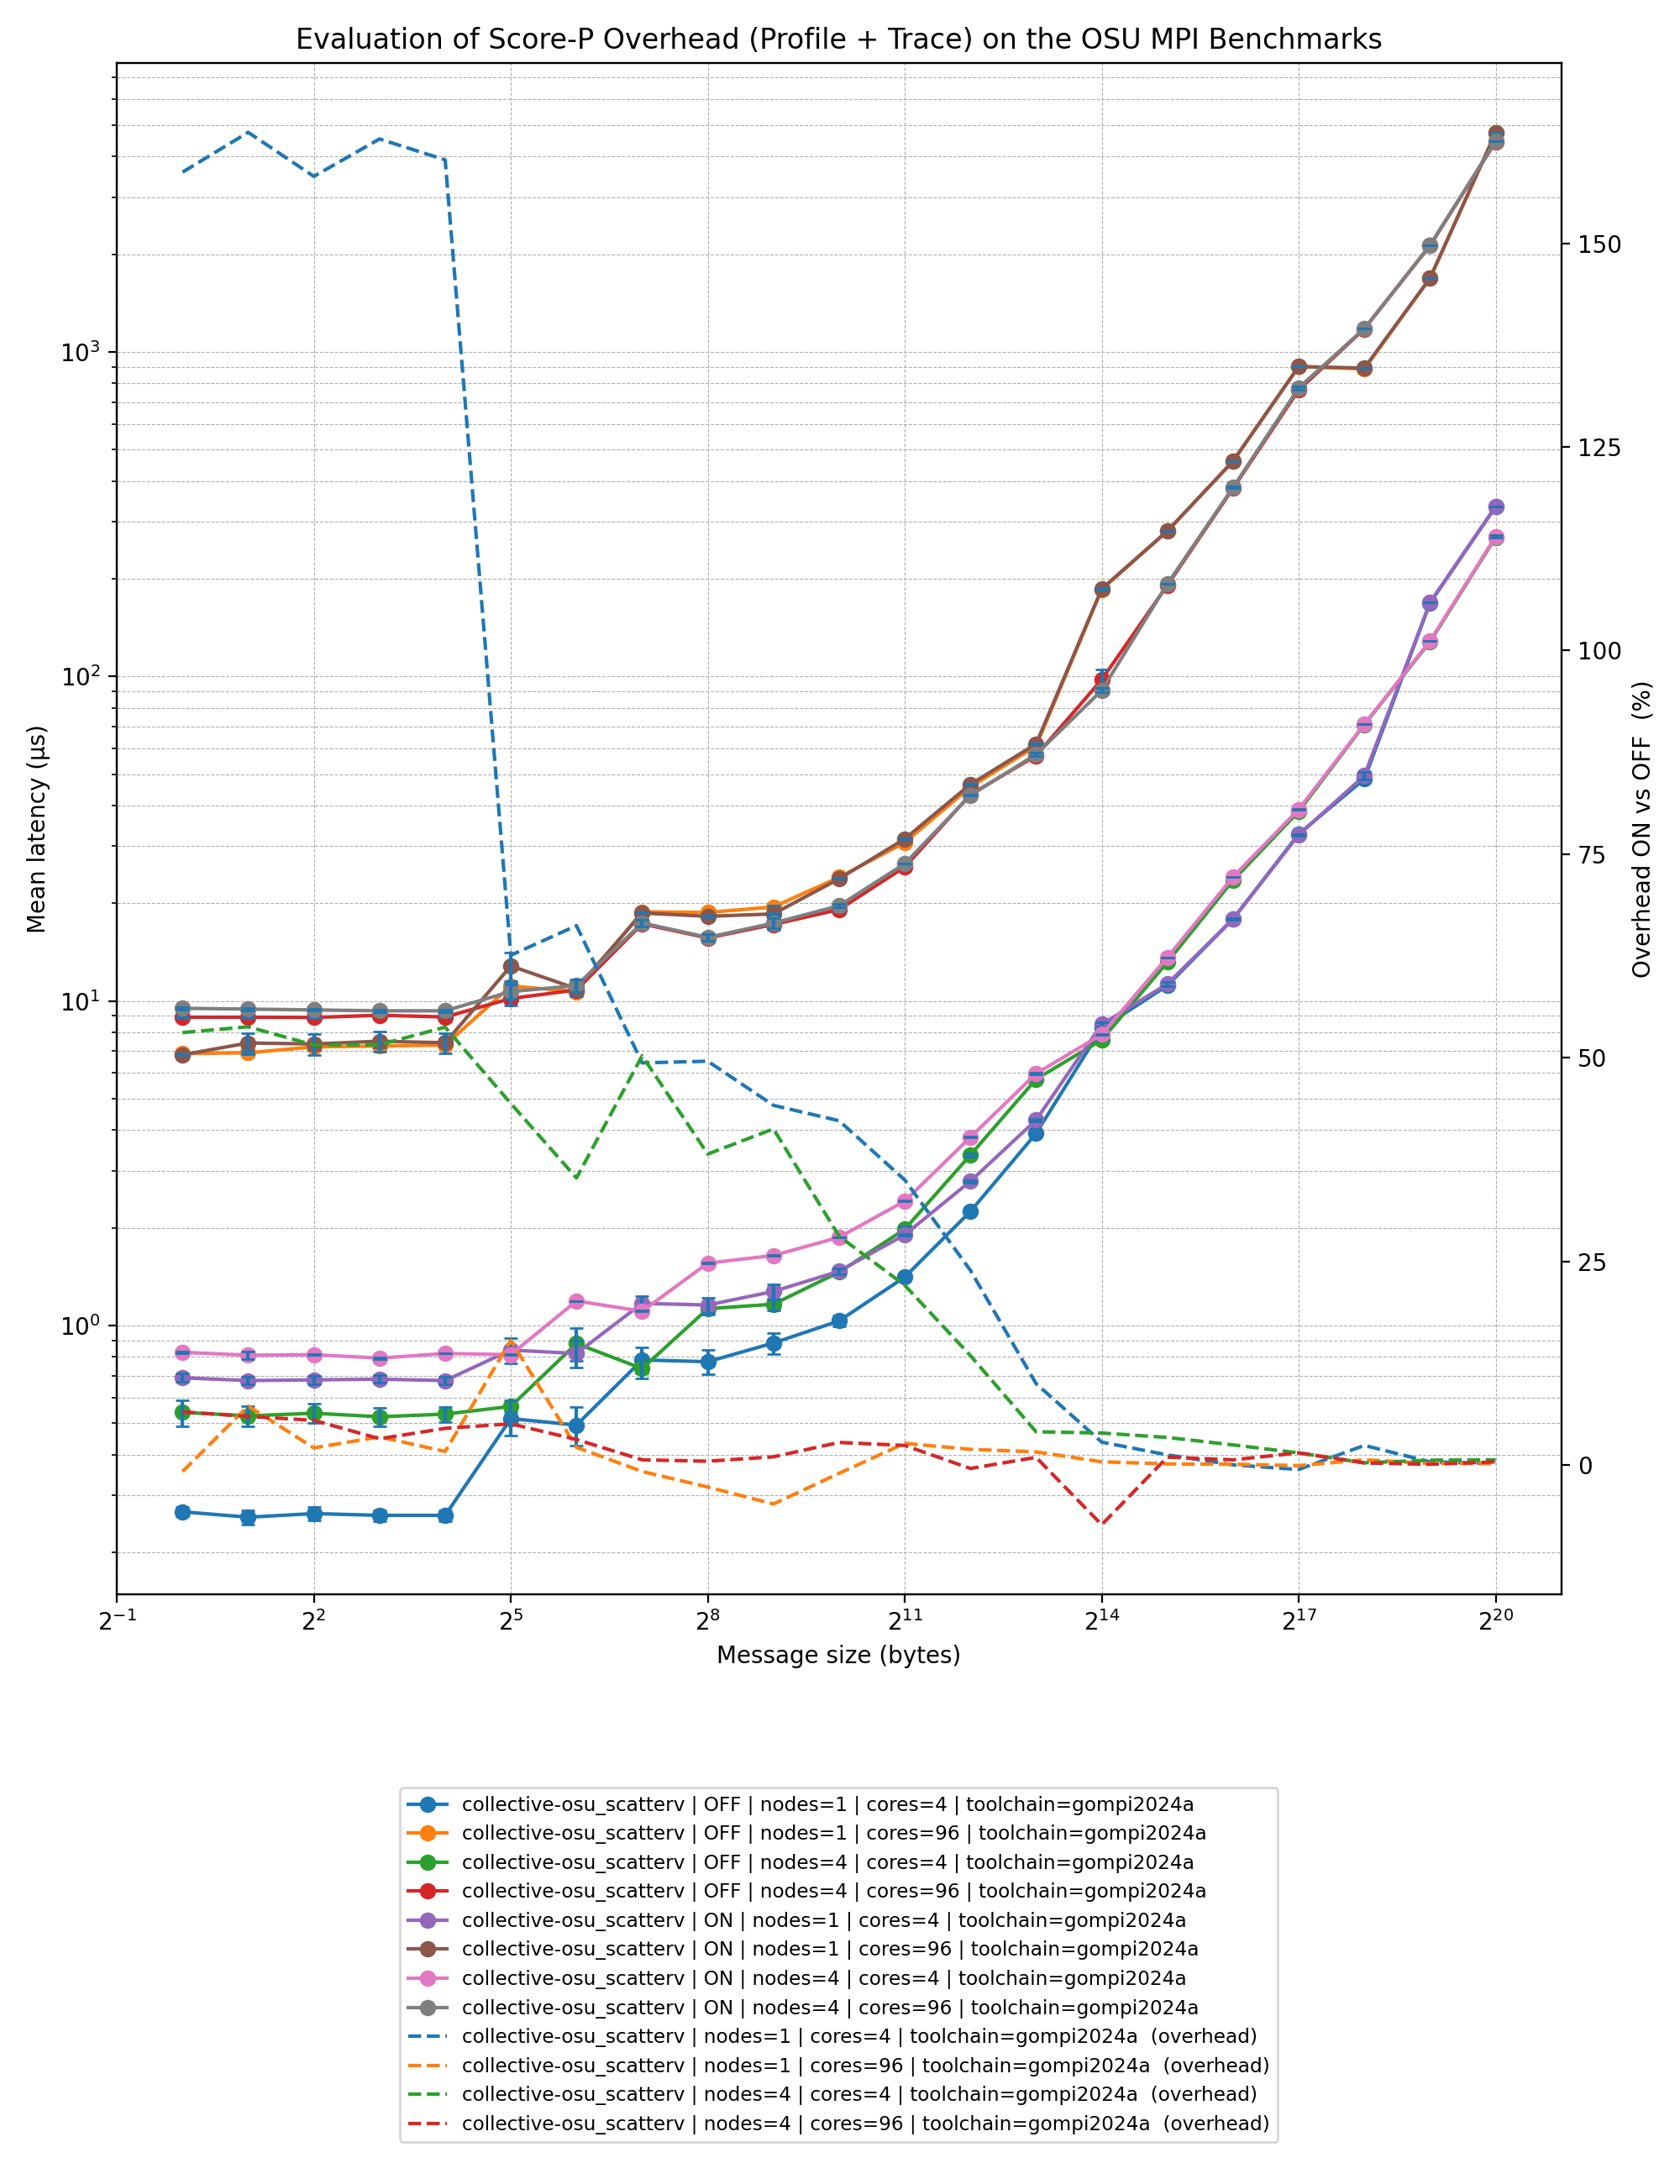 Evaluation of Score-P Overhead (Profile + Trace) on the OSU MPI Benchmarks
Mean latency (µs)
10³
10²
10¹
10⁰
150
125
100
75
50
25
0
Overhead ON vs OFF (%)
2⁻¹ 2² 2⁵ 2⁸ 2¹¹ 2¹⁴ 2¹⁷ 2²⁰
Message size (bytes)
collective-osu_scatterv | OFF | nodes=1 | cores=4 | toolchain=gompi2024a
collective-osu_scatterv | OFF | nodes=1 | cores=96 | toolchain=gompi2024a
collective-osu_scatterv | OFF | nodes=4 | cores=4 | toolchain=gompi2024a
collective-osu_scatterv | OFF | nodes=4 | cores=96 | toolchain=gompi2024a
collective-osu_scatterv | ON | nodes=1 | cores=4 | toolchain=gompi2024a
collective-osu_scatterv | ON | nodes=1 | cores=96 | toolchain=gompi2024a
collective-osu_scatterv | ON | nodes=4 | cores=4 | toolchain=gompi2024a
collective-osu_scatterv | ON | nodes=4 | cores=96 | toolchain=gompi2024a
collective-osu_scatterv | nodes=1 | cores=4 | toolchain=gompi2024a (overhead)
collective-osu_scatterv | nodes=1 | cores=96 | toolchain=gompi2024a (overhead)
collective-osu_scatterv | nodes=4 | cores=4 | toolchain=gompi2024a (overhead)
collective-osu_scatterv | nodes=4 | cores=96 | toolchain=gompi2024a (overhead)